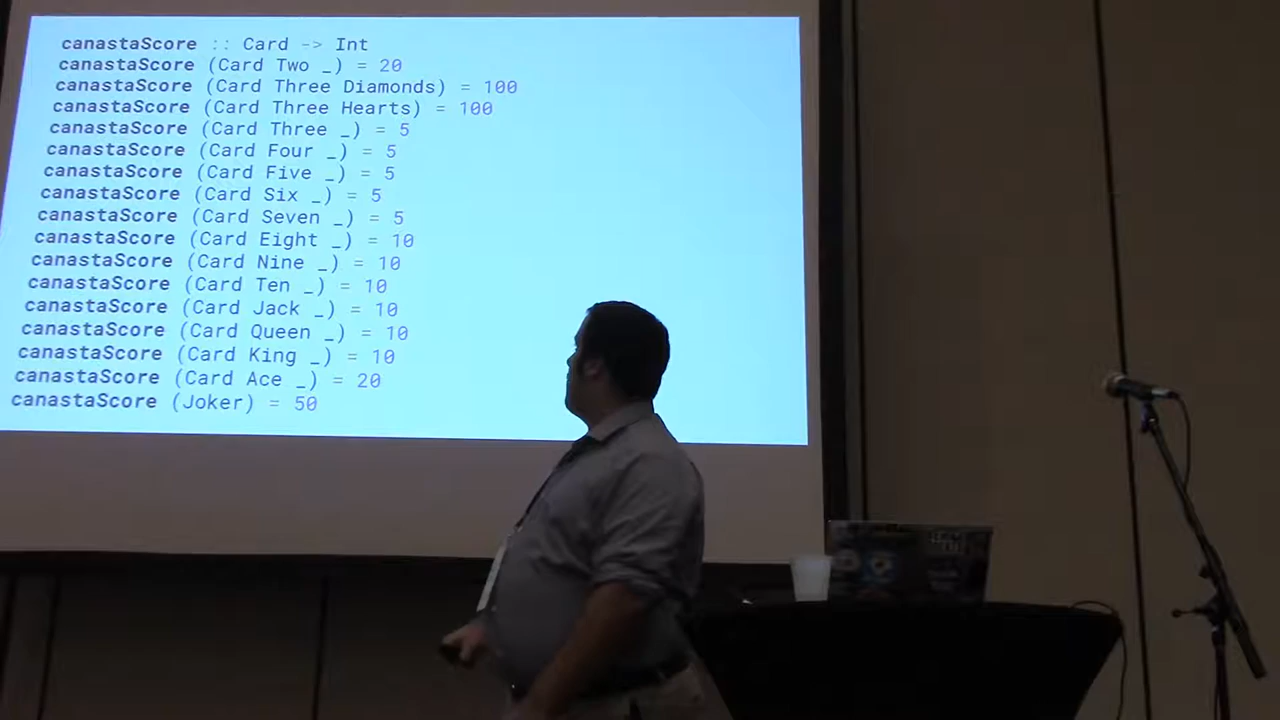 canastaScore :: Card -> Int
canastaScore (Card Two _) = 20
canastaScore (Card Three Diamonds) = 100
canastaScore (Card Three Hearts) = 100
canastaScore (Card Three _) = 5
canastaScore (Card Four _) = 5
canastaScore (Card Five _) = 5
canastaScore (Card Six _) = 5
canastaScore (Card Seven _) = 5
canastaScore (Card Eight _) = 10
canastaScore (Card Nine _) = 10
canastaScore (Card Ten _) = 10
canastaScore (Card Jack _) = 10
canastaScore (Card Queen _) = 10
canastaScore (Card King _) = 10
canastaScore (Card Ace _) = 20
canastaScore (Joker) = 50